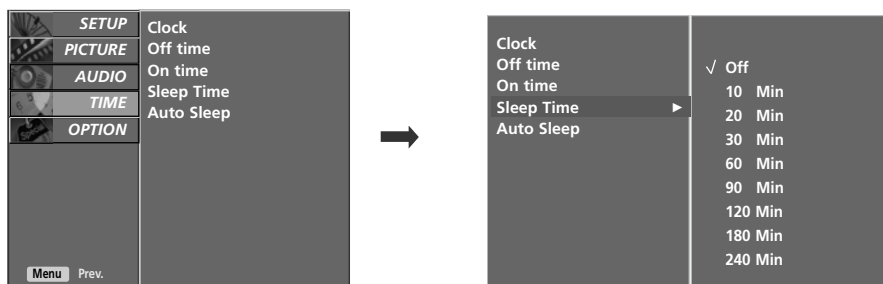 SETUP
PICTURE
AUDIO
TIME
OPTION
Menu Prev.
Clock
Off time
On time
Sleep Time
Auto Sleep
Clock
Off time
On time
Sleep Time ►
Auto Sleep
√ Off
10 Min
20 Min
30 Min
60 Min
90 Min
120 Min
180 Min
240 Min